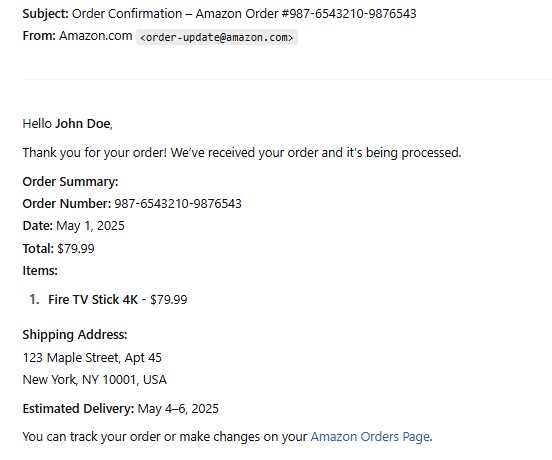 Subject: Order Confirmation – Amazon Order #987-6543210-9876543
From: Amazon.com <order-update@amazon.com>
Hello John Doe,
Thank you for your order! We’ve received your order and it’s being processed.
Order Summary:
Order Number: 987-6543210-9876543
Date: May 1, 2025
Total: $79.99
Items:
1. Fire TV Stick 4K - $79.99
Shipping Address:
123 Maple Street, Apt 45
New York, NY 10001, USA
Estimated Delivery: May 4–6, 2025
You can track your order or make changes on your Amazon Orders Page.